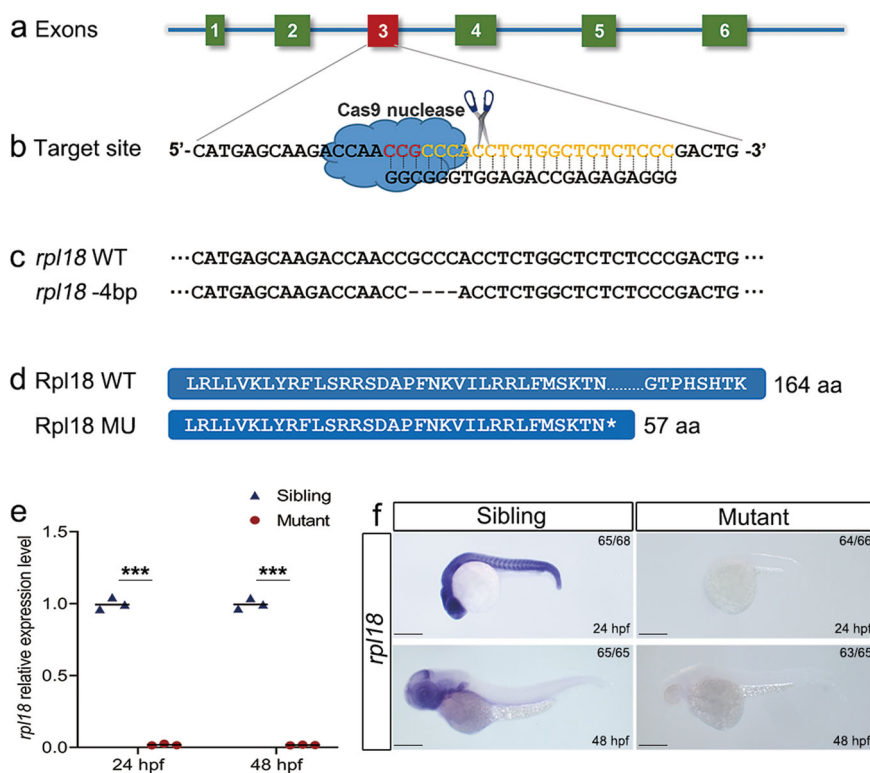 a Exons
1 2 3 4 5 6
Cas9 nuclease
b Target site 5'-CATGAGCAAGACCAACCGCCCACCTCTGGCTCTCTCCCGACTG -3'
GGCGGGTGGAGACCGAGAGAGGG
c rpl18 WT ···CATGAGCAAGACCAACCGCCCACCTCTGGCTCTCTCCCGACTG ···
rpl18 -4bp ···CATGAGCAAGACCAACC----ACCTCTGGCTCTCTCCCGACTG ···
d Rpl18 WT LRLLVKLYRFLSRRSDAPFNKVILRRLFMSKTN.........GTPHSHTK 164 aa
Rpl18 MU LRLLVKLYRFLSRRSDAPFNKVILRRLFMSKTN* 57 aa
e
Sibling
Mutant
rpl18 relative expression level
1.5
1.0
0.5
0.0
*** ***
24 hpf 48 hpf
f Sibling Mutant
rpl18
65/68 64/66
24 hpf 24 hpf
65/65 63/65
48 hpf 48 hpf